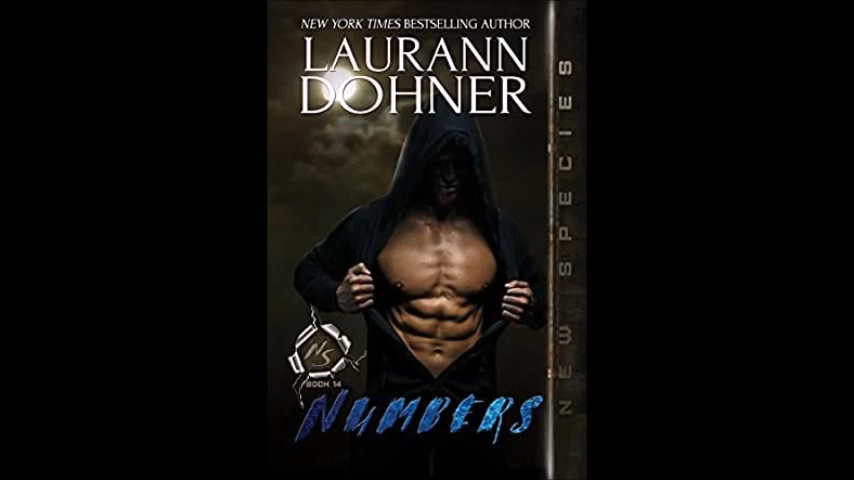 NEW YORK TIMES BESTSELLING AUTHOR
LAURANN
DOHNER
NEW SPECIES
NS
BOOK 14
NUMBERS